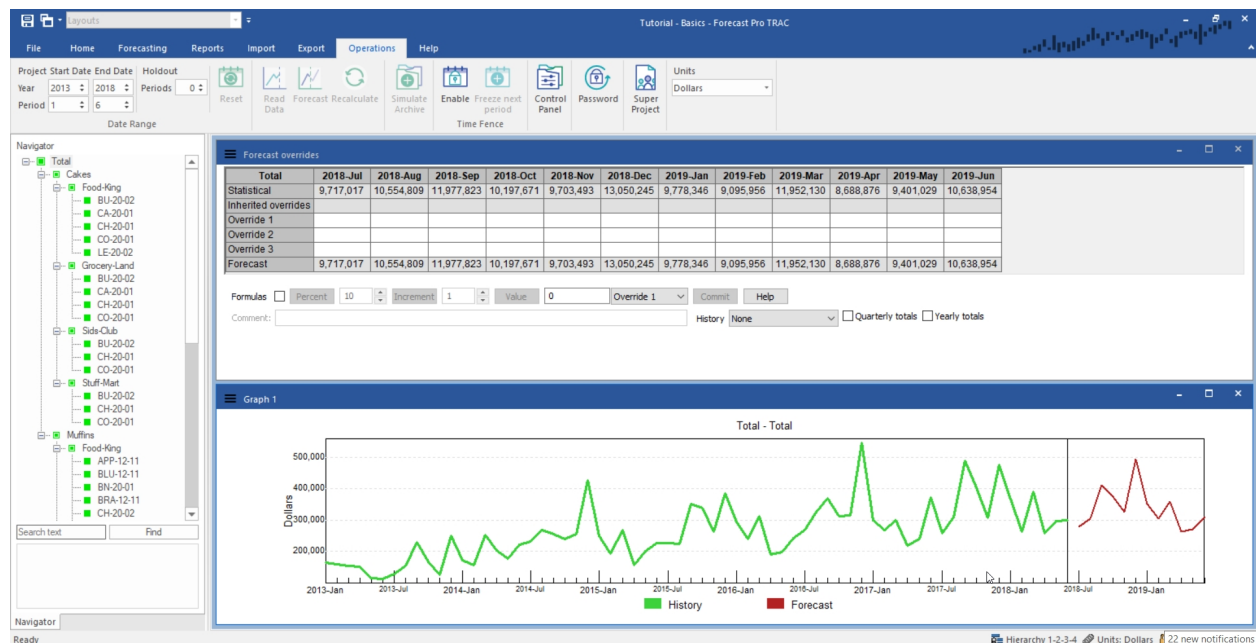 Layouts
Tutorial - Basics - Forecast Pro TRAC
File Home Forecasting Reports Import Export Operations Help
Project Start Date End Date Holdout
Year 2013 2018 Periods 0
Period 1 6
Date Range
Reset
Read Data
Forecast
Recalculate
Simulate Archive
Enable
Freeze next period
Time Fence
Control Panel
Password
Super Project
Units
Dollars
Navigator
Total
Cakes
Food-King
BU-20-02
CA-20-01
CH-20-01
CO-20-01
LE-20-02
Grocery-Land
BU-20-02
CA-20-01
CH-20-01
CO-20-01
Sids-Club
BU-20-02
CH-20-01
CO-20-01
Stuff-Mart
BU-20-02
CH-20-01
CO-20-01
Muffins
Food-King
APP-12-11
BLU-12-11
BN-20-01
BRA-12-11
CH-20-02
Search text Find
Navigator
Forecast overrides
Total 2018-Jul 2018-Aug 2018-Sep 2018-Oct 2018-Nov 2018-Dec 2019-Jan 2019-Feb 2019-Mar 2019-Apr 2019-May 2019-Jun
Statistical 9,717,017 10,554,809 11,977,823 10,197,671 9,703,493 13,050,245 9,778,346 9,095,956 11,952,130 8,688,876 9,401,029 10,638,954
Inherited overrides
Override 1
Override 2
Override 3
Forecast 9,717,017 10,554,809 11,977,823 10,197,671 9,703,493 13,050,245 9,778,346 9,095,956 11,952,130 8,688,876 9,401,029 10,638,954
Formulas Percent 10 Increment 1 Value 0 Override 1 Commit Help
Comment: History None Quarterly totals Yearly totals
Graph 1
Total - Total
500,000
400,000
300,000
200,000
Dollars
2013-Jan 2013-Jul 2014-Jan 2014-Jul 2015-Jan 2015-Jul 2016-Jan 2016-Jul 2017-Jan 2017-Jul 2018-Jan 2018-Jul 2019-Jan
History Forecast
Ready Hierarchy 1-2-3-4 Units: Dollars 22 new notifications